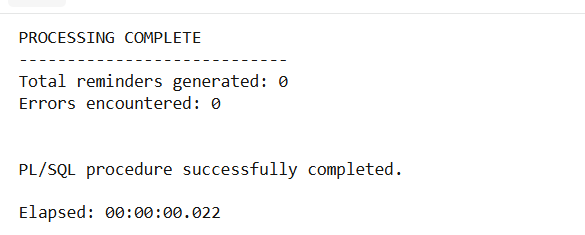 PROCESSING COMPLETE
----------------------------
Total reminders generated: 0
Errors encountered: 0
PL/SQL procedure successfully completed.
Elapsed: 00:00:00.022